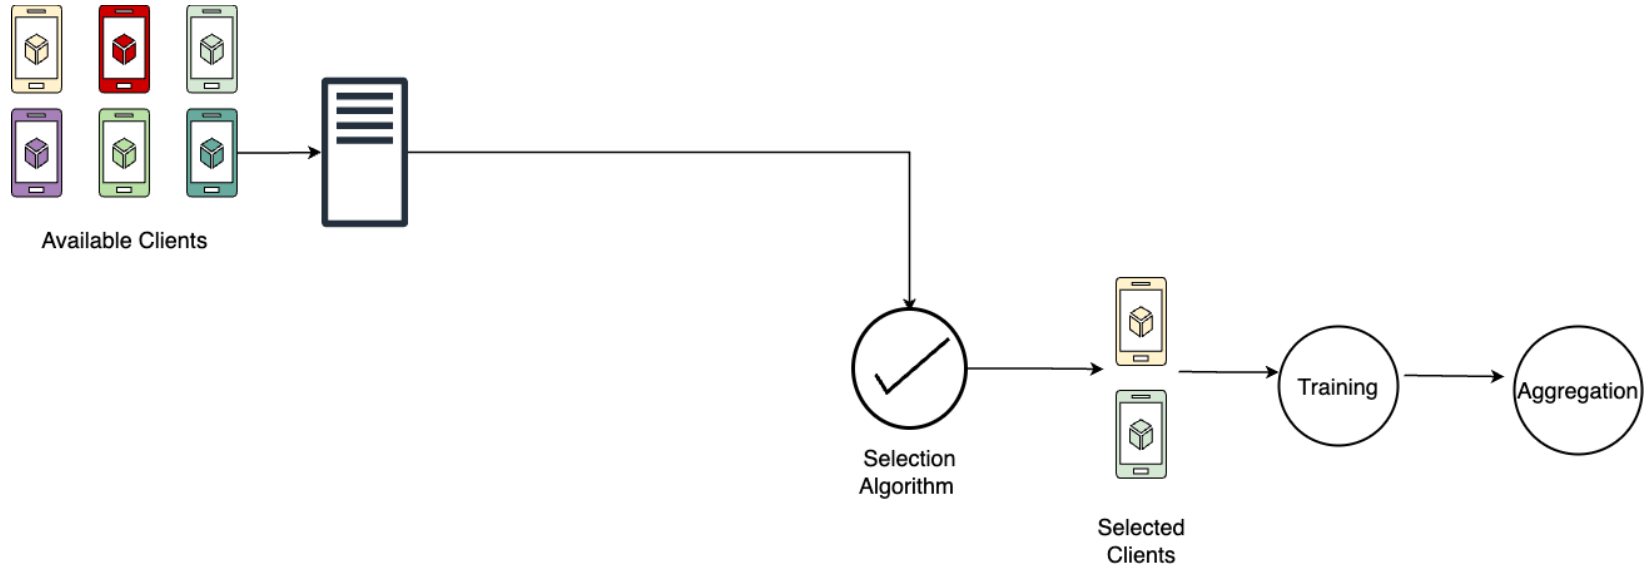 Available Clients
Selection
Algorithm
Selected
Clients
Training
Aggregation